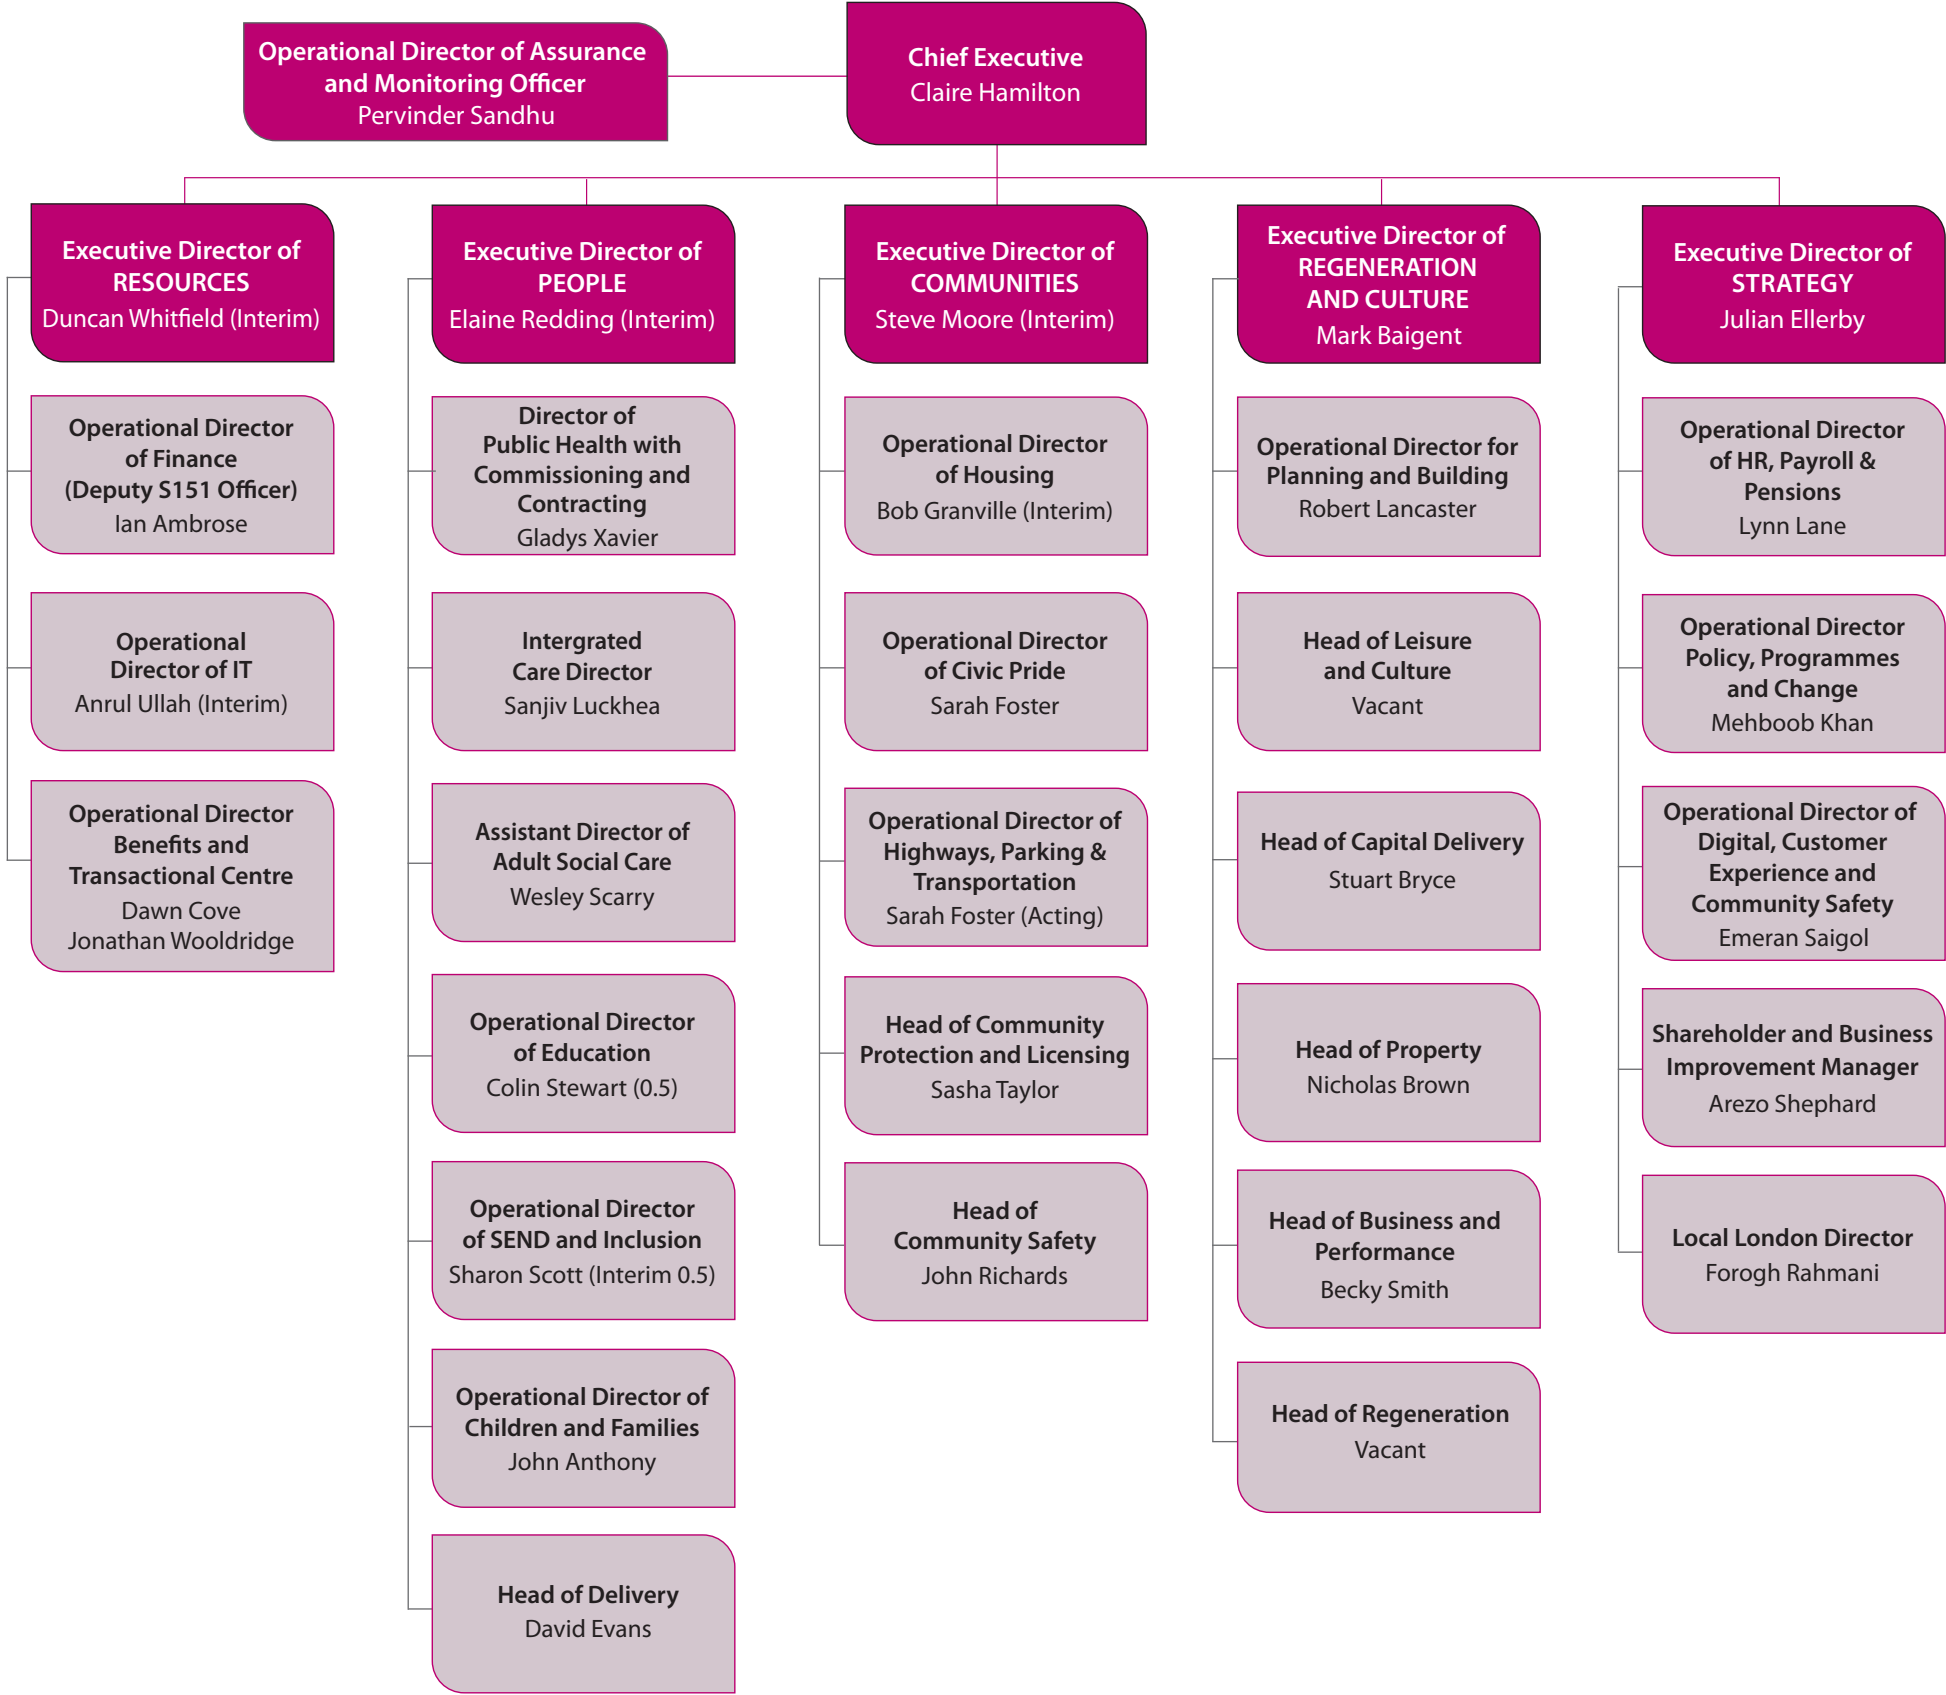 Operational Director of Assurance
and Monitoring Officer
Pervinder Sandhu
Chief Executive
Claire Hamilton
Executive Director of
RESOURCES
Duncan Whitfield (Interim)
Operational Director
of Finance
(Deputy S151 Officer)
Ian Ambrose
Operational
Director of IT
Anrul Ullah (Interim)
Operational Director
Benefits and
Transactional Centre
Dawn Cove
Jonathan Wooldridge
Executive Director of
PEOPLE
Elaine Redding (Interim)
Director of
Public Health with
Commissioning and
Contracting
Gladys Xavier
Intergrated
Care Director
Sanjiv Luckhea
Assistant Director of
Adult Social Care
Wesley Scarry
Operational Director
of Education
Colin Stewart (0.5)
Operational Director
of SEND and Inclusion
Sharon Scott (Interim 0.5)
Operational Director of
Children and Families
John Anthony
Head of Delivery
David Evans
Executive Director of
COMMUNITIES
Steve Moore (Interim)
Operational Director
of Housing
Bob Granville (Interim)
Operational Director
of Civic Pride
Sarah Foster
Operational Director of
Highways, Parking &
Transportation
Sarah Foster (Acting)
Head of Community
Protection and Licensing
Sasha Taylor
Head of
Community Safety
John Richards
Executive Director of
REGENERATION
AND CULTURE
Mark Baigent
Operational Director for
Planning and Building
Robert Lancaster
Head of Leisure
and Culture
Vacant
Head of Capital Delivery
Stuart Bryce
Head of Property
Nicholas Brown
Head of Business and
Performance
Becky Smith
Head of Regeneration
Vacant
Executive Director of
STRATEGY
Julian Ellerby
Operational Director
of HR, Payroll &
Pensions
Lynn Lane
Operational Director
Policy, Programmes
and Change
Mehboob Khan
Operational Director of
Digital, Customer
Experience and
Community Safety
Emeran Saigol
Shareholder and Business
Improvement Manager
Arezo Shephard
Local London Director
Forogh Rahmani